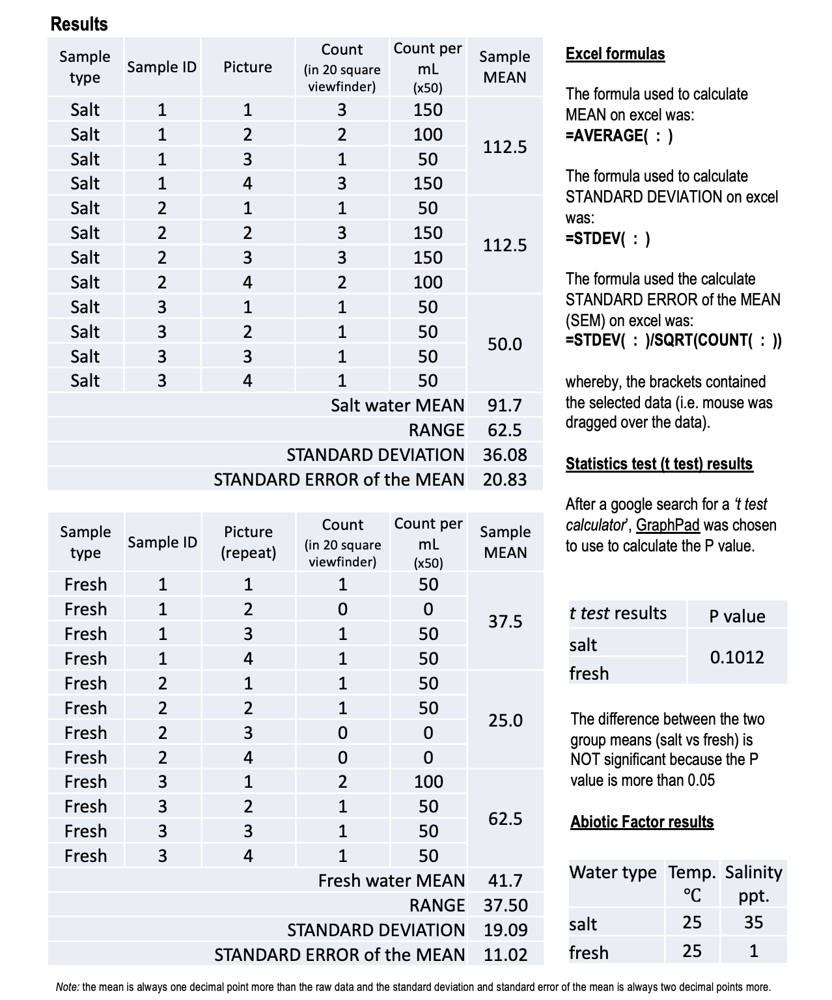 Results
Sample type Sample ID Picture Count (in 20 square viewfinder) Count per mL (x50) Sample MEAN
Salt 1 1 3 150 112.5
Salt 1 2 2 100
Salt 1 3 1 50
Salt 1 4 3 150
Salt 2 1 1 50 112.5
Salt 2 2 3 150
Salt 2 3 3 150
Salt 2 4 2 100
Salt 3 1 1 50 50.0
Salt 3 2 1 50
Salt 3 3 1 50
Salt 3 4 1 50
Salt water MEAN 91.7
RANGE 62.5
STANDARD DEVIATION 36.08
STANDARD ERROR of the MEAN 20.83
Sample type Sample ID Picture (repeat) Count (in 20 square viewfinder) Count per mL (x50) Sample MEAN
Fresh 1 1 1 50 37.5
Fresh 1 2 0 0
Fresh 1 3 1 50
Fresh 1 4 1 50
Fresh 2 1 1 50 25.0
Fresh 2 2 1 50
Fresh 2 3 0 0
Fresh 2 4 0 0
Fresh 3 1 2 100 62.5
Fresh 3 2 1 50
Fresh 3 3 1 50
Fresh 3 4 1 50
Fresh water MEAN 41.7
RANGE 37.50
STANDARD DEVIATION 19.09
STANDARD ERROR of the MEAN 11.02
Excel formulas
The formula used to calculate
MEAN on excel was:
=AVERAGE( : )
The formula used to calculate
STANDARD DEVIATION on excel
was:
=STDEV( : )
The formula used the calculate
STANDARD ERROR of the MEAN
(SEM) on excel was:
=STDEV( : )/SQRT(COUNT( : ))
whereby, the brackets contained
the selected data (i.e. mouse was
dragged over the data).
Statistics test (t test) results
After a google search for a ‘t test
calculator’, GraphPad was chosen
to use to calculate the P value.
t test results P value
salt 0.1012
fresh
The difference between the two
group means (salt vs fresh) is
NOT significant because the P
value is more than 0.05
Abiotic Factor results
Water type Temp. °C Salinity ppt.
salt 25 35
fresh 25 1
Note: the mean is always one decimal point more than the raw data and the standard deviation and standard error of the mean is always two decimal points more.